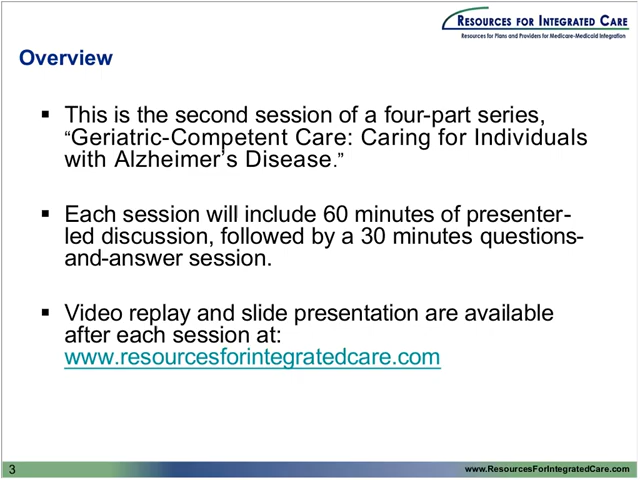 RESOURCES FOR INTEGRATED CARE
Resources for Plans and Providers for Medicare-Medicaid Integration
Overview
▪ This is the second session of a four-part series,
“Geriatric-Competent Care: Caring for Individuals
with Alzheimer’s Disease.”
▪ Each session will include 60 minutes of presenter-
led discussion, followed by a 30 minutes questions-
and-answer session.
▪ Video replay and slide presentation are available
after each session at:
www.resourcesforintegratedcare.com
3
www.ResourcesForIntegratedCare.com